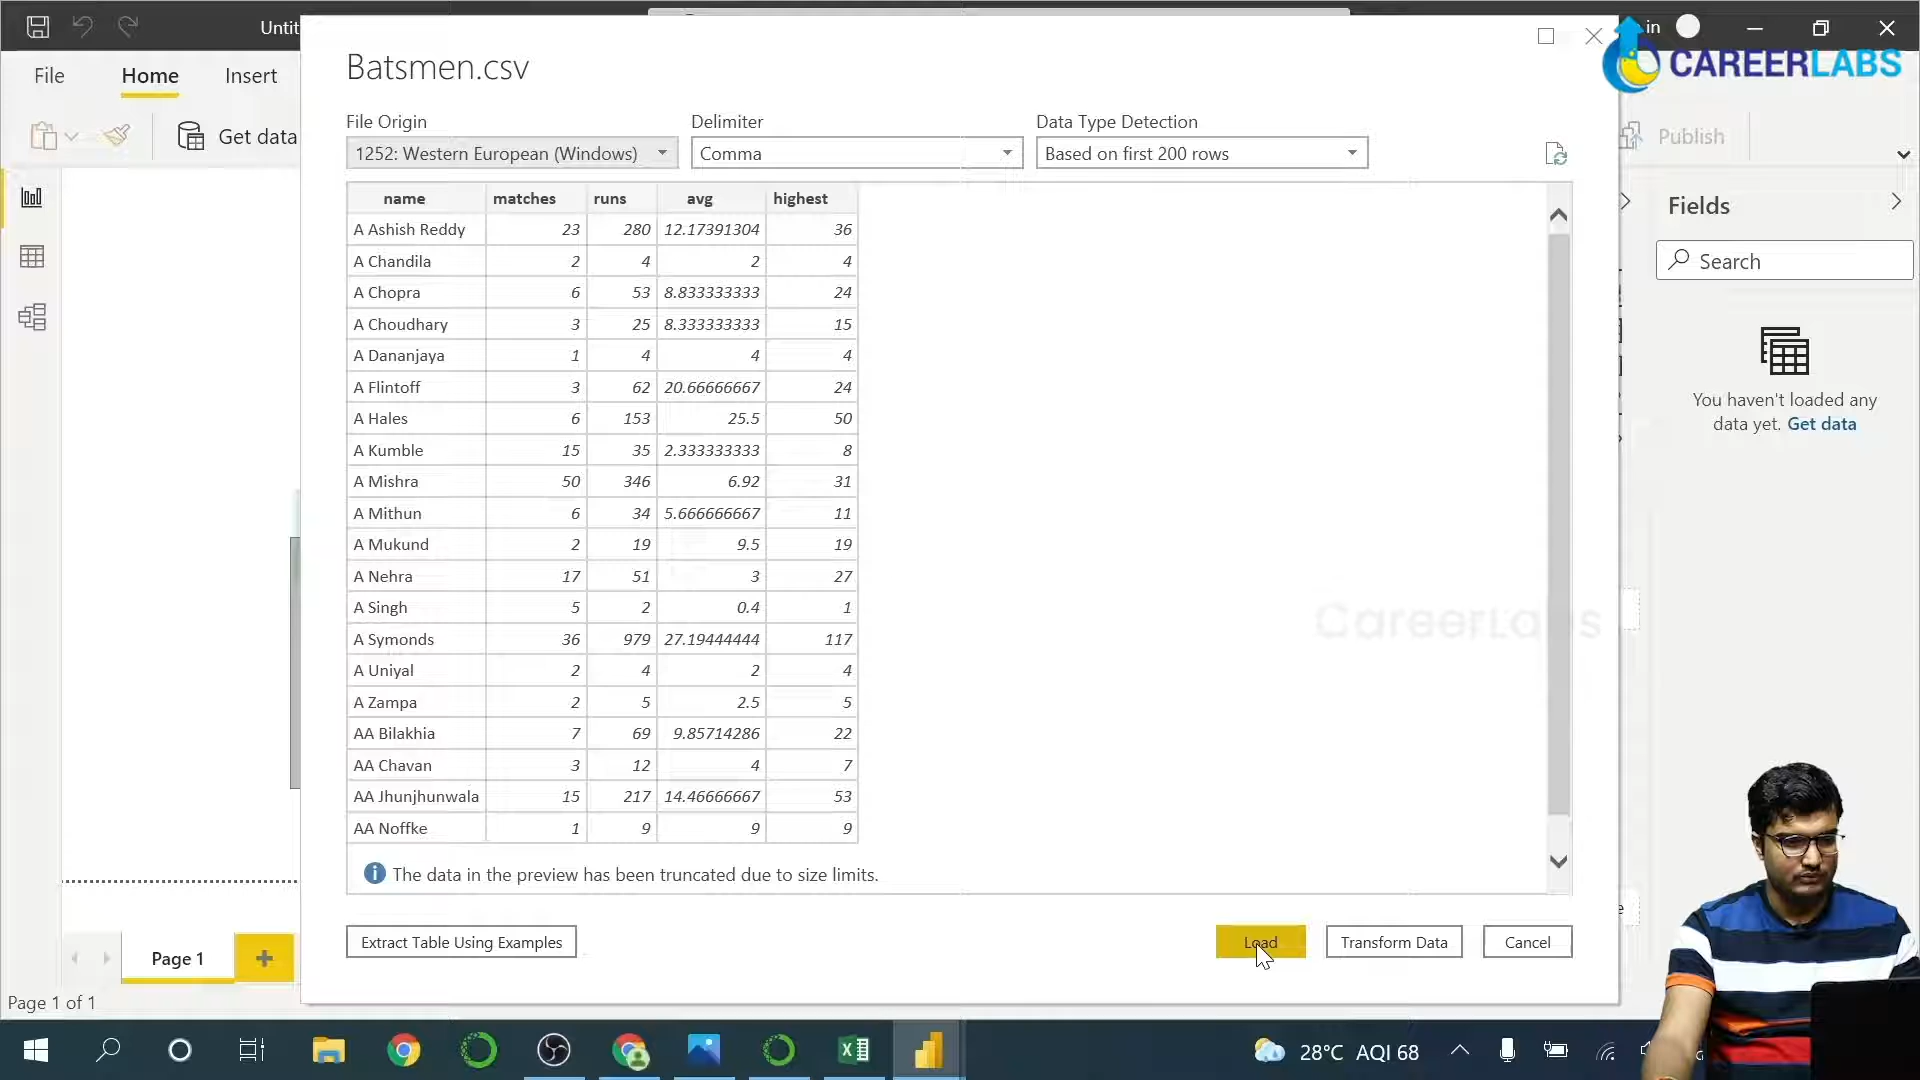 Untit
in
CAREERLABS
File
Home
Insert
Get data
Publish
Batsmen.csv
File Origin
Delimiter
Data Type Detection
1252: Western European (Windows)
Comma
Based on first 200 rows
name matches runs avg highest
A Ashish Reddy 23 280 12.17391304 36
A Chandila 2 4 2 4
A Chopra 6 53 8.833333333 24
A Choudhary 3 25 8.333333333 15
A Dananjaya 1 4 4 4
A Flintoff 3 62 20.66666667 24
A Hales 6 153 25.5 50
A Kumble 15 35 2.333333333 8
A Mishra 50 346 6.92 31
A Mithun 6 34 5.666666667 11
A Mukund 2 19 9.5 19
A Nehra 17 51 3 27
A Singh 5 2 0.4 1
A Symonds 36 979 27.19444444 117
A Uniyal 2 4 2 4
A Zampa 2 5 2.5 5
AA Bilakhia 7 69 9.85714286 22
AA Chavan 3 12 4 7
AA Jhunjhunwala 15 217 14.46666667 53
AA Noffke 1 9 9 9
The data in the preview has been truncated due to size limits.
Extract Table Using Examples
Load
Transform Data
Cancel
Fields
Search
You haven't loaded any
data yet. Get data
CareerLabs
Page 1
Page 1 of 1
28°C AQI 68